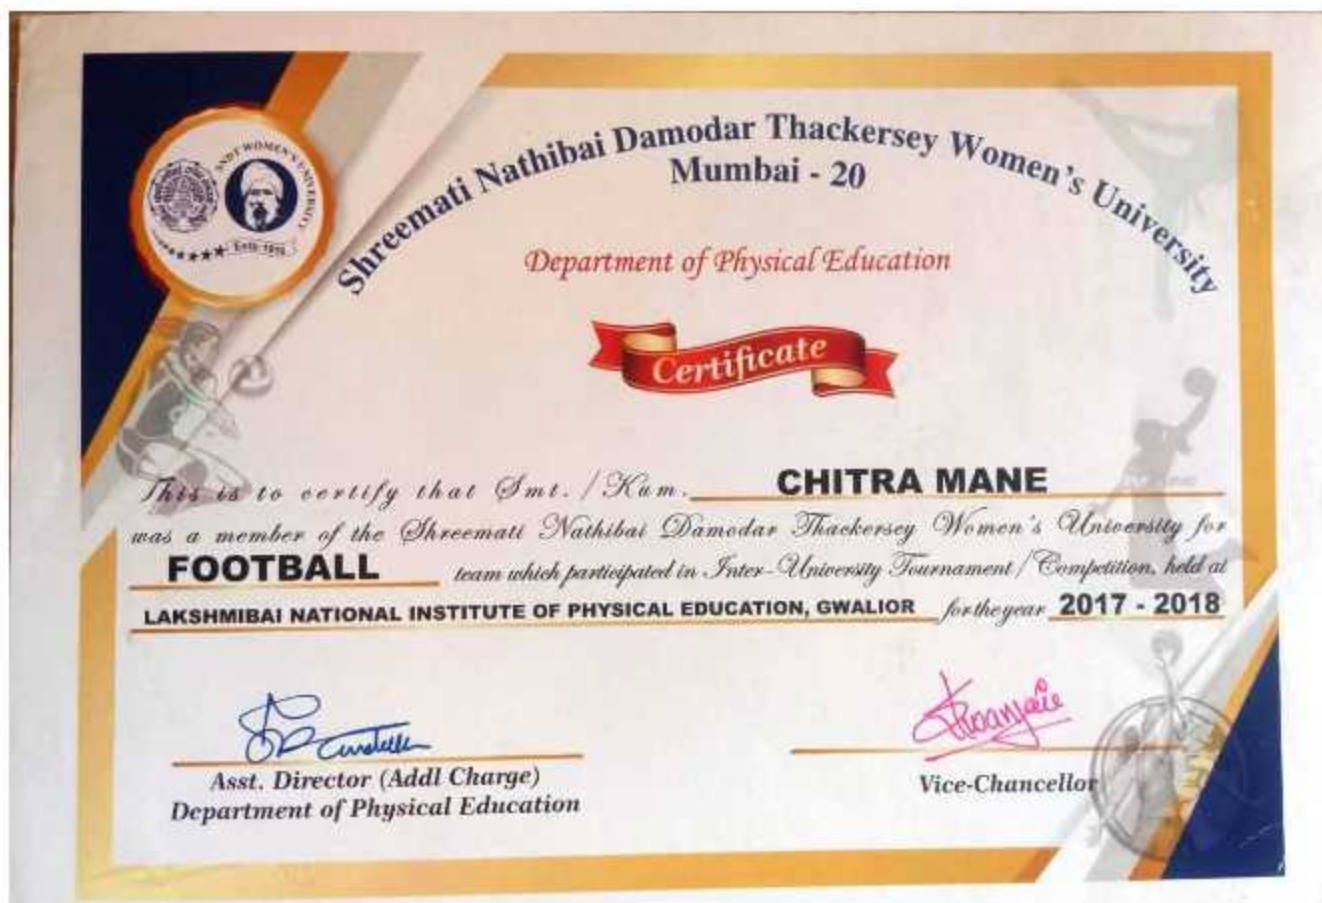 SNDT WOMEN'S UNIVERSITY
Shreemati Nathibai Damodar Thackersey Women's University
Mumbai - 20
Department of Physical Education
Certificate
This is to certify that Smt. / Kum. CHITRA MANE
was a member of the Shreemati Nathibai Damodar Thackersey Women's University for
FOOTBALL team which participated in Inter-University Tournament / Competition, held at
LAKSHMIBAI NATIONAL INSTITUTE OF PHYSICAL EDUCATION, GWALIOR for the year 2017 - 2018
Asst. Director (Addl Charge)
Department of Physical Education
Vice-Chancellor